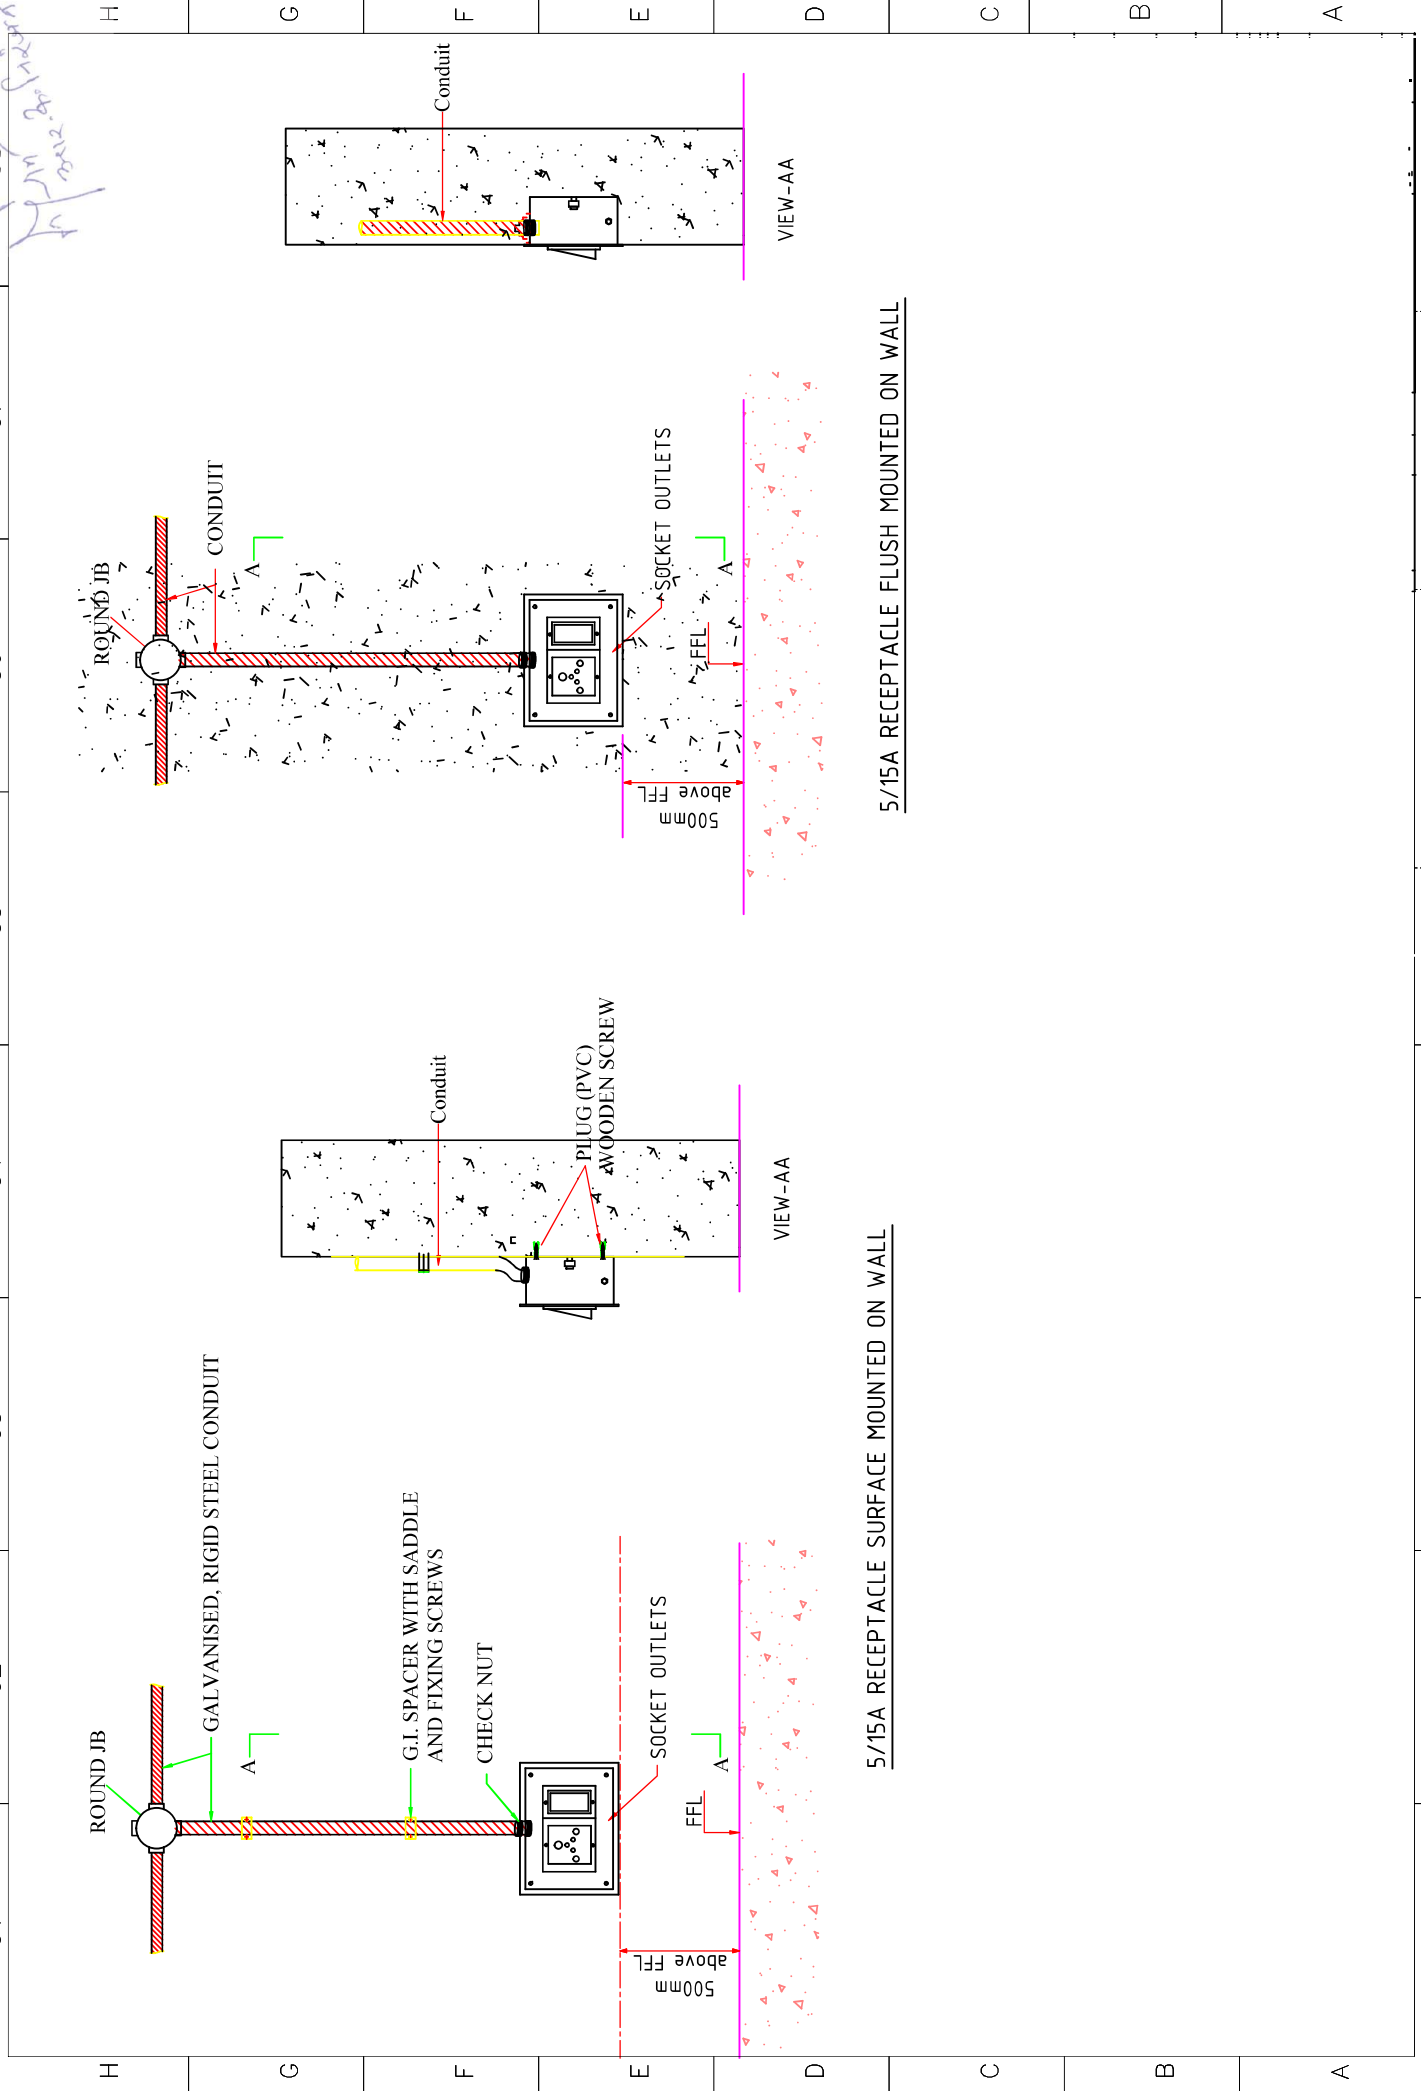 H
G
F
E
D
C
B
A
ROUND JB
GALVANISED, RIGID STEEL CONDUIT
A
G.I. SPACER WITH SADDLE
AND FIXING SCREWS
CHECK NUT
SOCKET OUTLETS
A
FFL
500mm
above FFL
5/15A RECEPTACLE SURFACE MOUNTED ON WALL
Conduit
PLUG (PVC)
WOODEN SCREW
VIEW-AA
ROUND JB
CONDUIT
A
SOCKET OUTLETS
A
FFL
500mm
above FFL
5/15A RECEPTACLE FLUSH MOUNTED ON WALL
Conduit
VIEW-AA
H
G
F
E
D
C
B
A